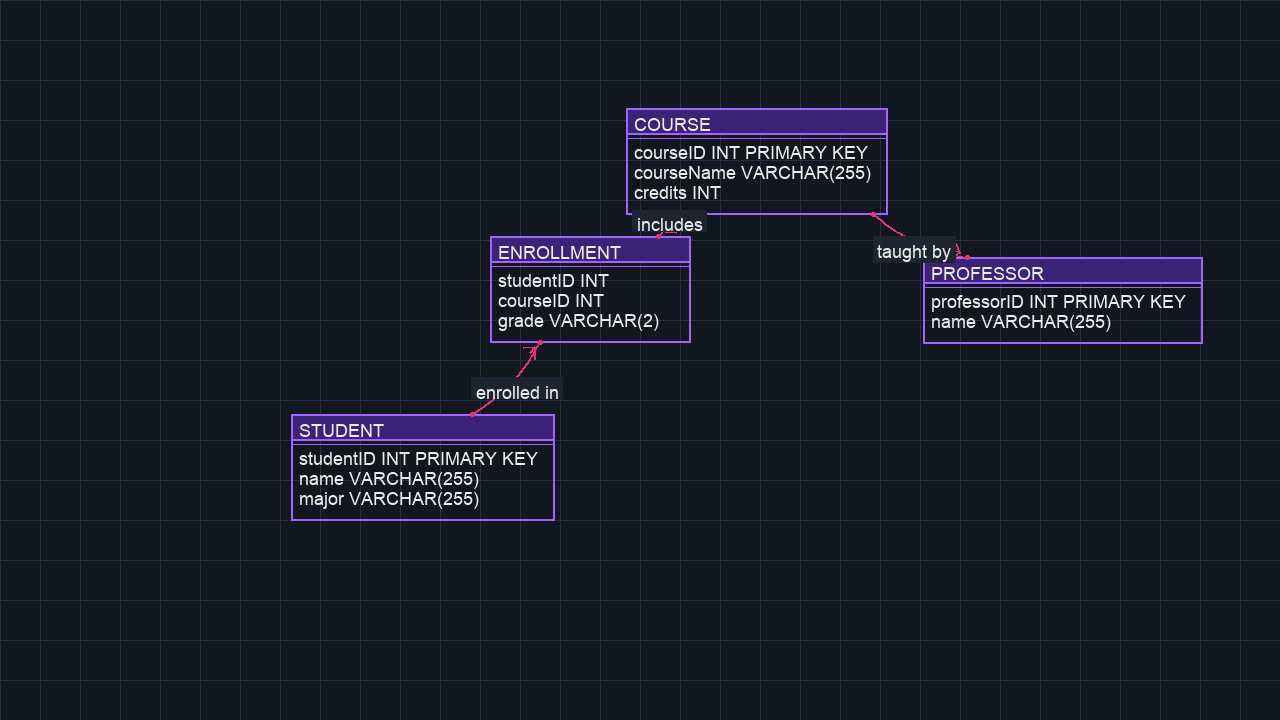 COURSE
courseID INT PRIMARY KEY
courseName VARCHAR(255)
credits INT
includes
ENROLLMENT
studentID INT
courseID INT
grade VARCHAR(2)
taught by
PROFESSOR
professorID INT PRIMARY KEY
name VARCHAR(255)
enrolled in
STUDENT
studentID INT PRIMARY KEY
name VARCHAR(255)
major VARCHAR(255)